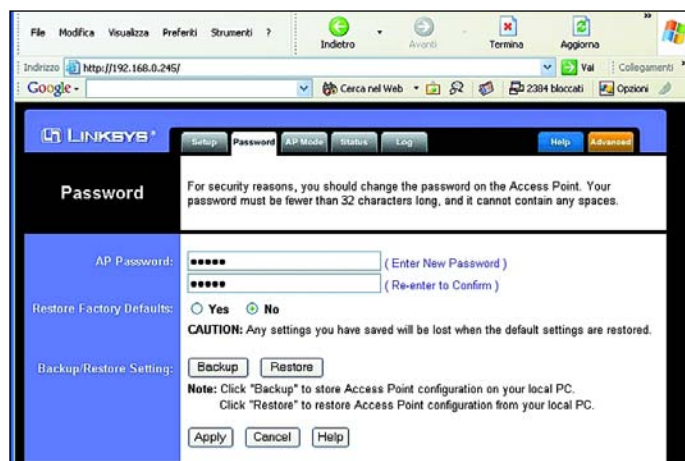 File Modifica Visualizza Preferiti Strumenti ?
Indietro Avanti Termina Aggiorna
Indirizzo http://192.168.0.245/ Vai Collegamenti
Google - Cerca nel Web 2384 bloccati Opzioni
LINKSYS®
Setup Password AP Mode Status Log Help Advanced
Password
For security reasons, you should change the password on the Access Point. Your
password must be fewer than 32 characters long, and it cannot contain any spaces.
AP Password: ●●●●● ( Enter New Password )
●●●●● ( Re-enter to Confirm )
Restore Factory Defaults: Yes No
CAUTION: Any settings you have saved will be lost when the default settings are restored.
Backup/Restore Setting: Backup Restore
Note: Click "Backup" to store Access Point configuration on your local PC.
Click "Restore" to restore Access Point configuration from your local PC.
Apply Cancel Help